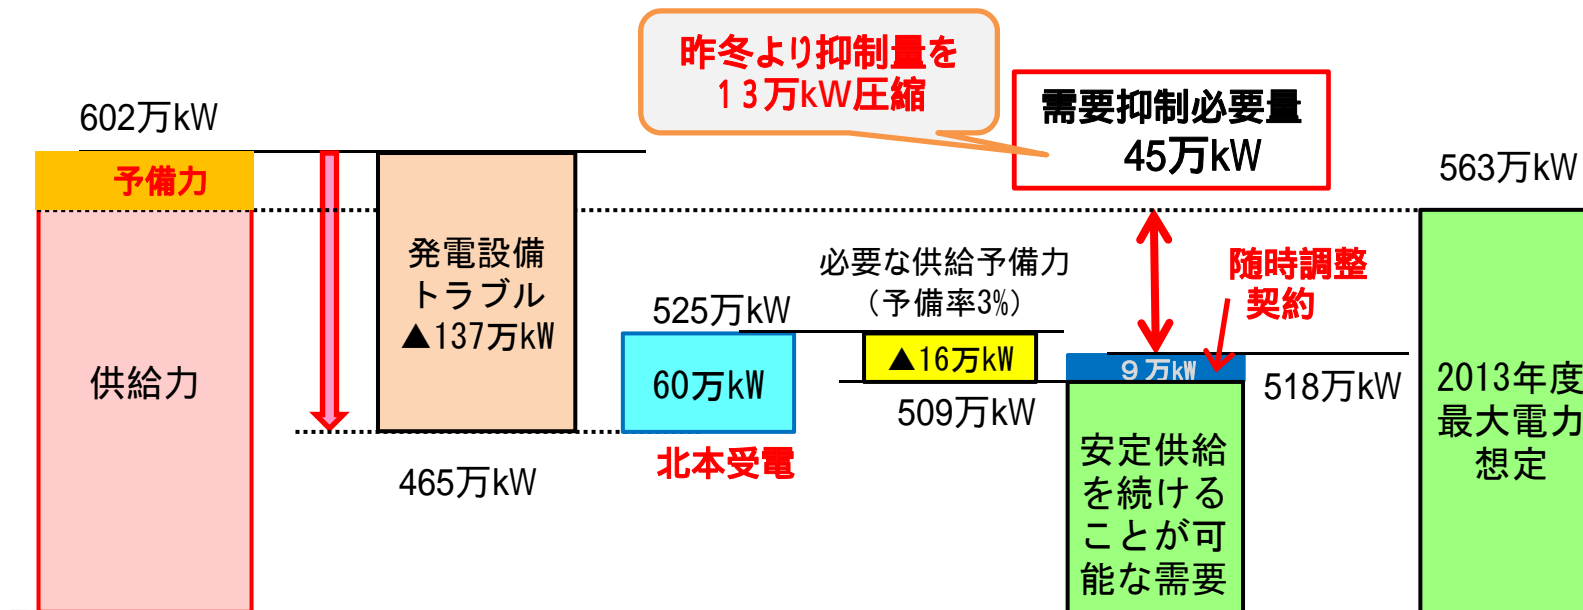 昨冬より抑制量を
13万kW圧縮
需要抑制必要量
45万kW
602万kW
563万kW
予備力
発電設備
トラブル
▲137万kW
必要な供給予備力
（予備率3%）
随時調整
契約
525万kW
▲16万kW
９万kW
供給力
60万kW
509万kW
518万kW
2013年度
最大電力
想定
北本受電
465万kW
安定供給
を続ける
ことが可
能な需要